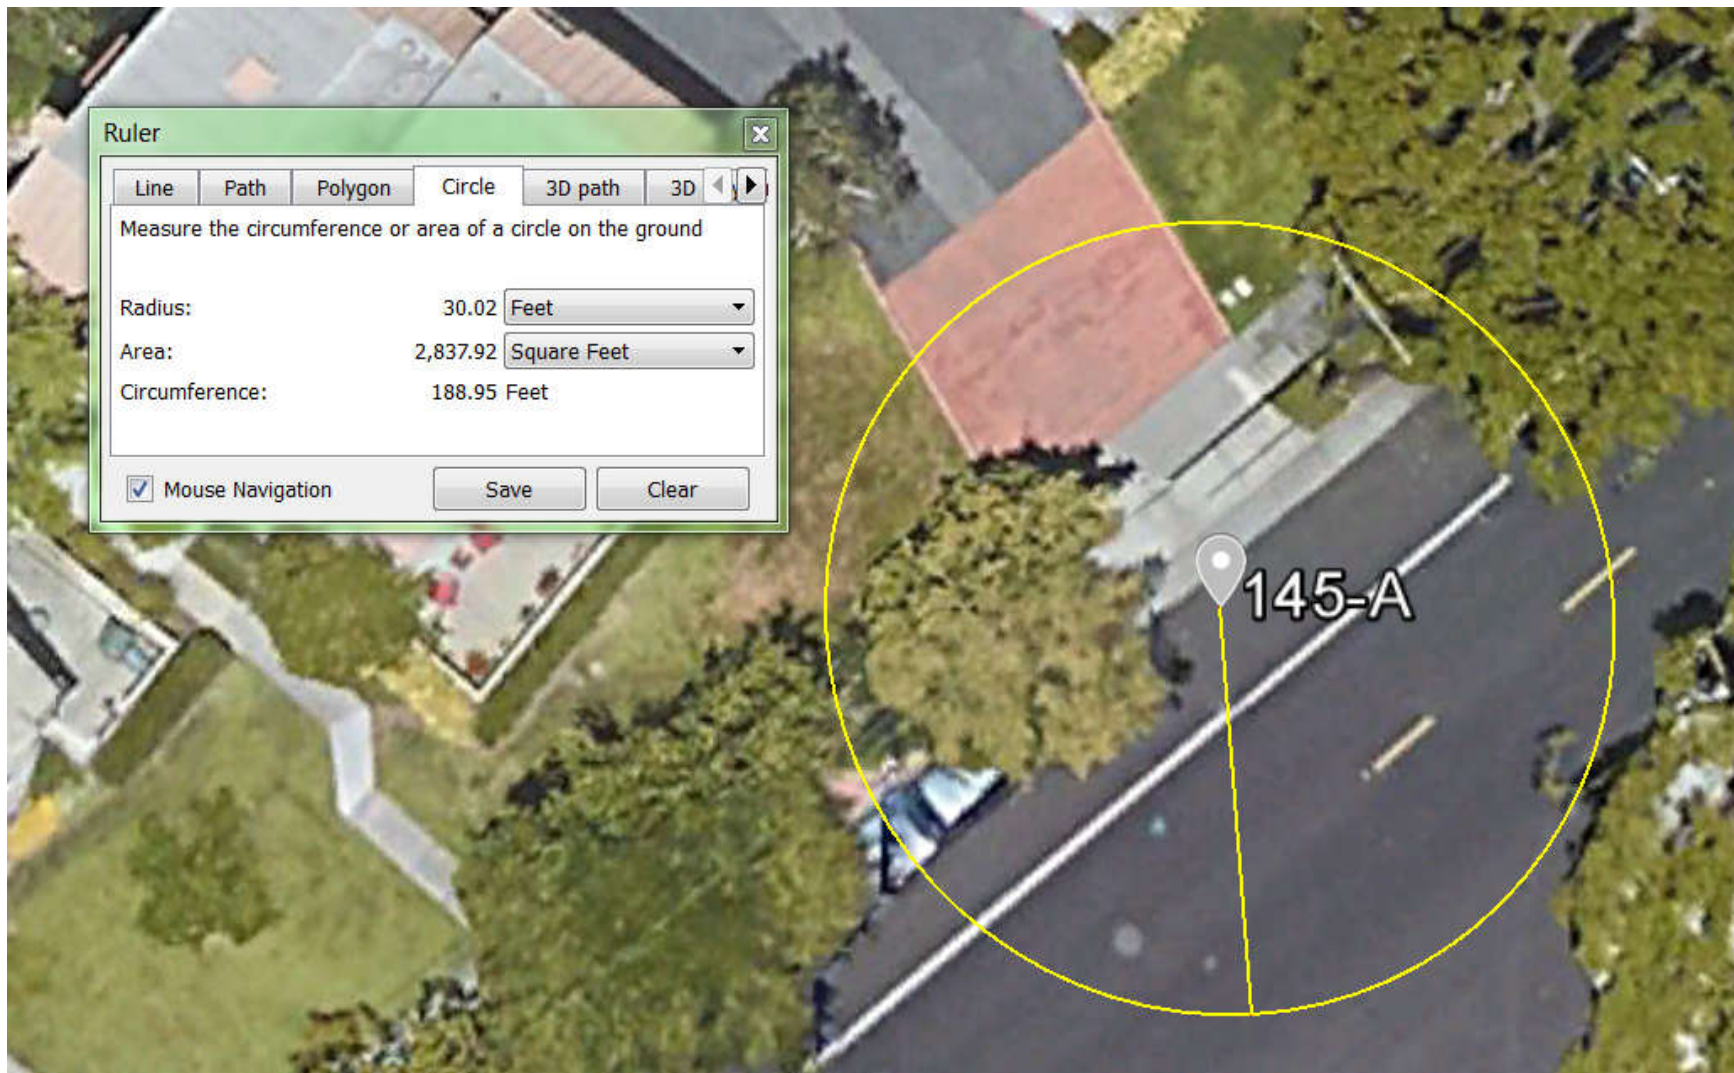 Ruler
Line Path Polygon Circle 3D path 3D
Measure the circumference or area of a circle on the ground
Radius: 30.02 Feet
Area: 2,837.92 Square Feet
Circumference: 188.95 Feet
Mouse Navigation Save Clear
145-A